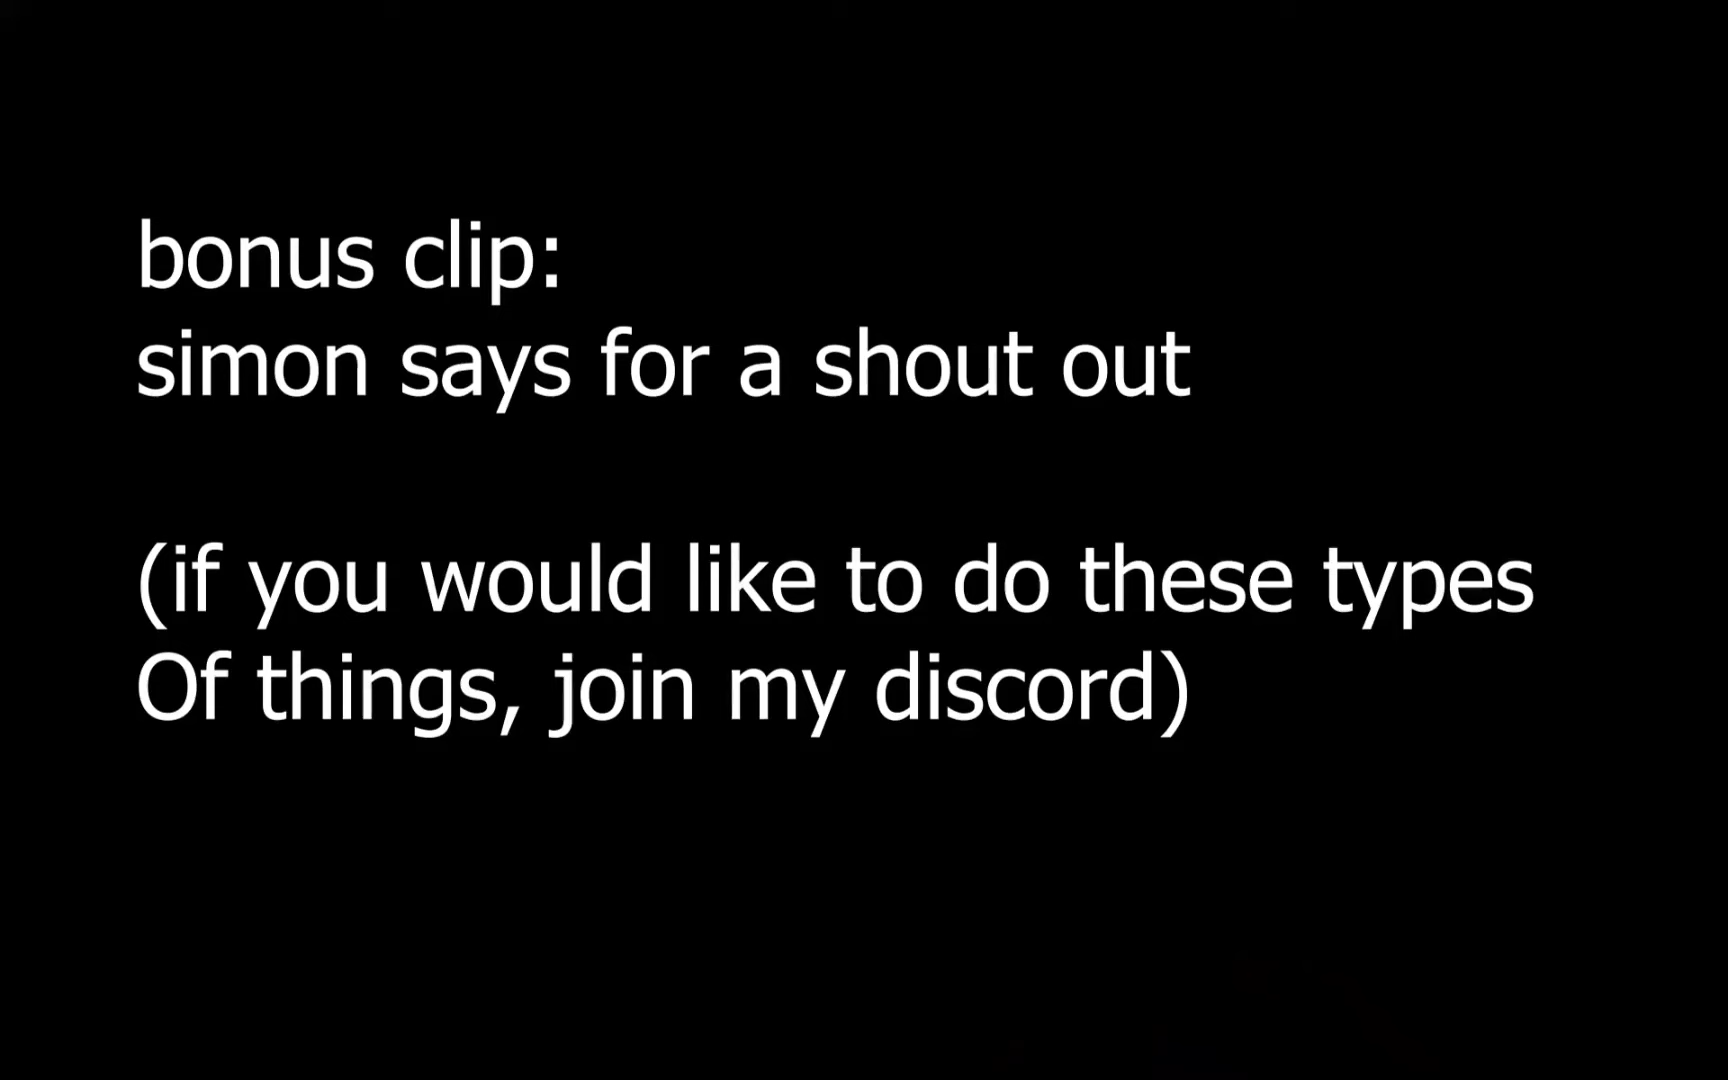 bonus clip:
simon says for a shout out
(if you would like to do these types
Of things, join my discord)